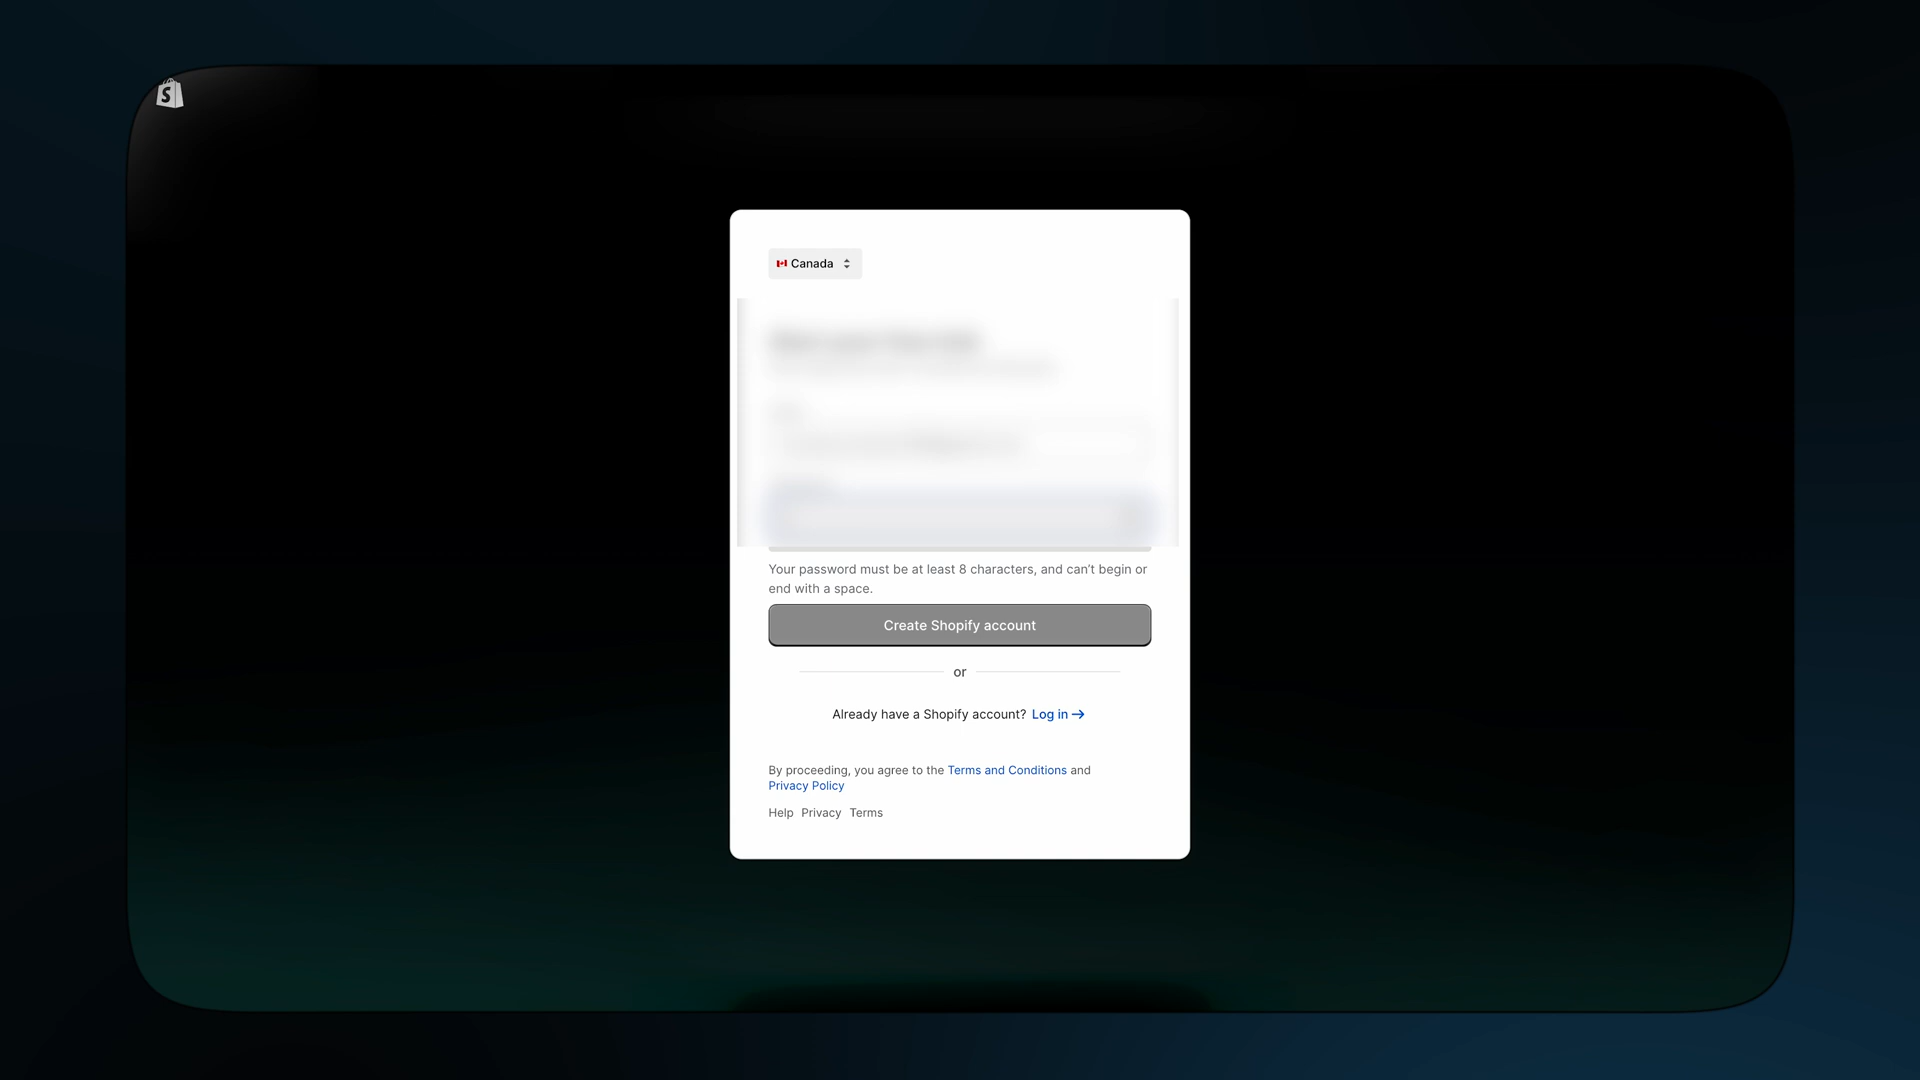 Canada
Your password must be at least 8 characters, and can’t begin or
end with a space.
Create Shopify account
or
Already have a Shopify account? Log in →
By proceeding, you agree to the Terms and Conditions and
Privacy Policy
Help Privacy Terms